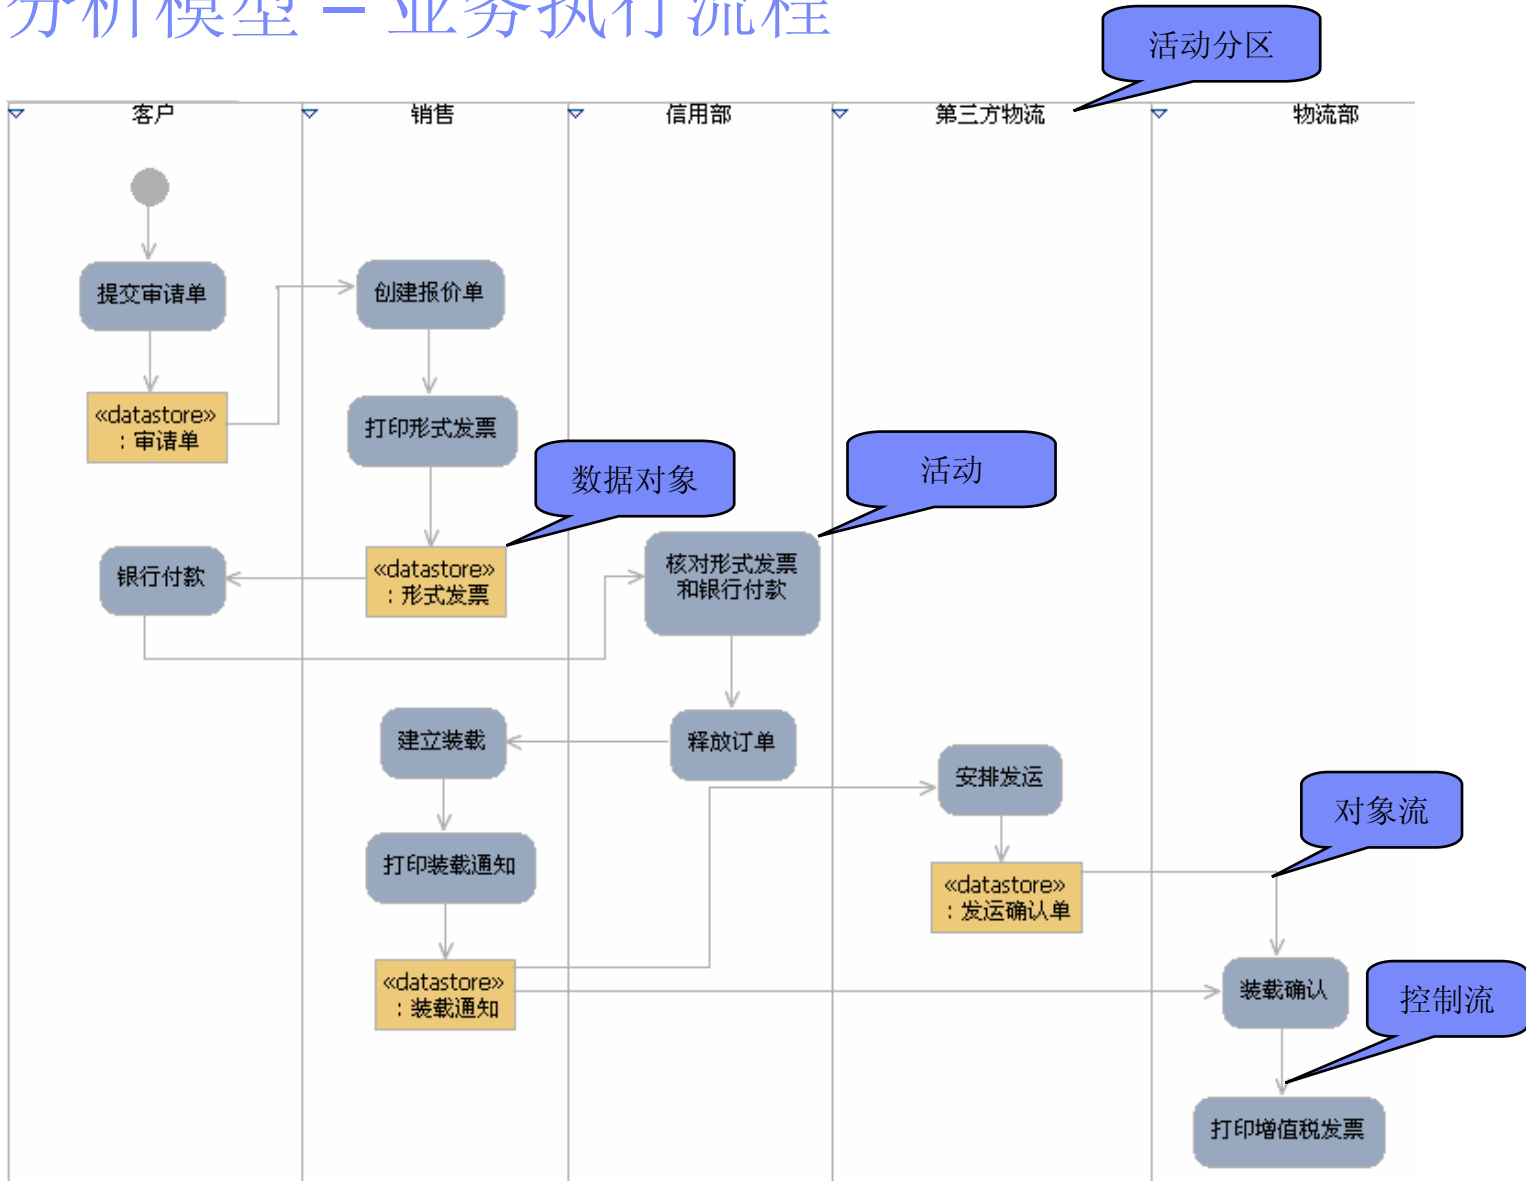 分析模型 – 业务执行流程
活动分区
客户
销售
信用部
第三方物流
物流部
提交审请单
创建报价单
«datastore»
: 审请单
打印形式发票
数据对象
活动
银行付款
«datastore»
: 形式发票
核对形式发票
和银行付款
建立装载
释放订单
安排发运
对象流
打印装载通知
«datastore»
: 发运确认单
«datastore»
: 装载通知
装载确认
控制流
打印增值税发票